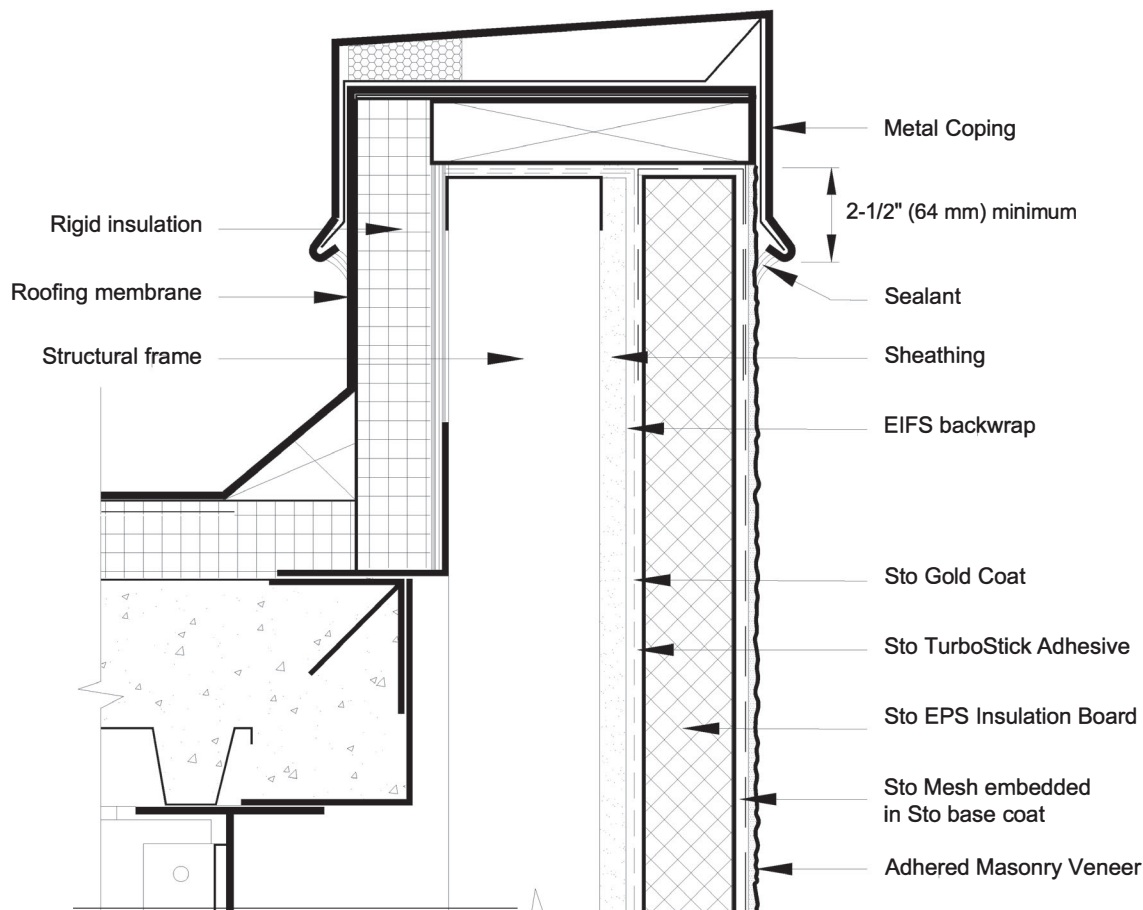 Metal Coping
2-1/2" (64 mm) minimum
Rigid insulation
Roofing membrane
Sealant
Structural frame
Sheathing
EIFS backwrap
Sto Gold Coat
Sto TurboStick Adhesive
Sto EPS Insulation Board
Sto Mesh embedded
in Sto base coat
Adhered Masonry Veneer